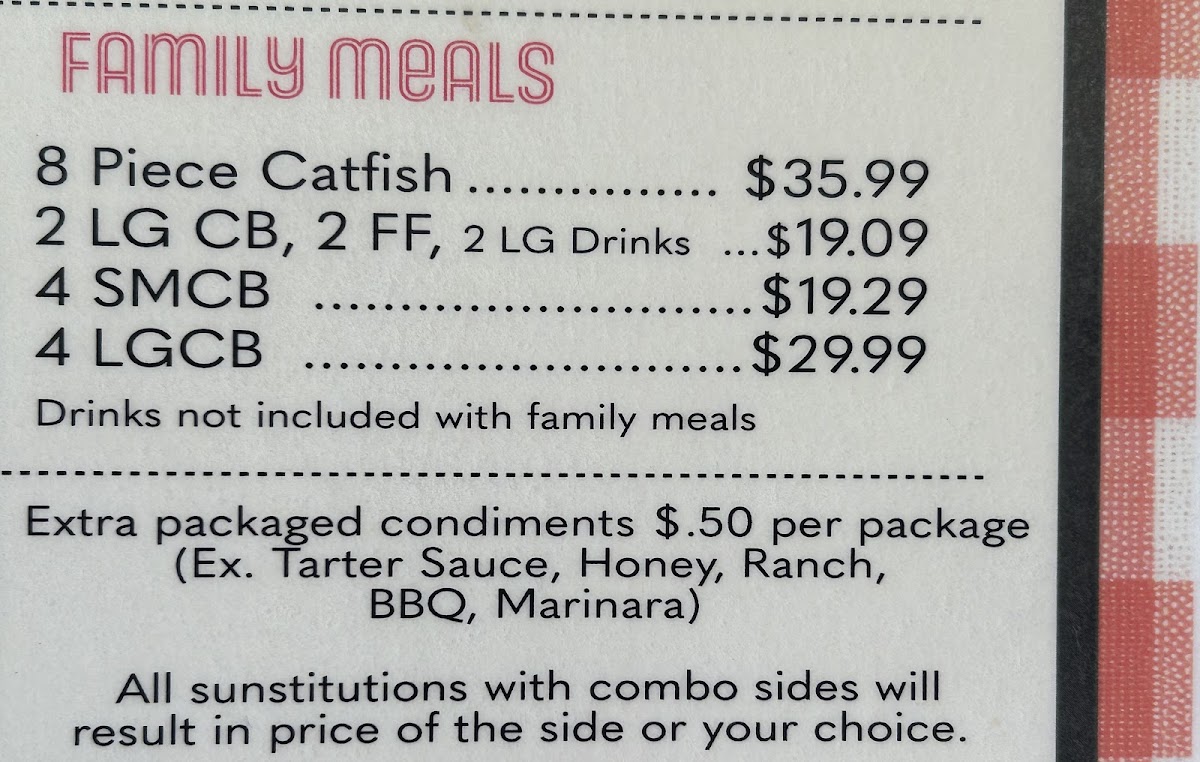 FAMILY MEALS
8 Piece Catfish ............... $35.99
2 LG CB, 2 FF, 2 LG Drinks ...$19.09
4 SMCB ............................$19.29
4 LGCB ............................$29.99
Drinks not included with family meals
Extra packaged condiments $.50 per package
(Ex. Tarter Sauce, Honey, Ranch,
BBQ, Marinara)
All sunstitutions with combo sides will
result in price of the side or your choice.